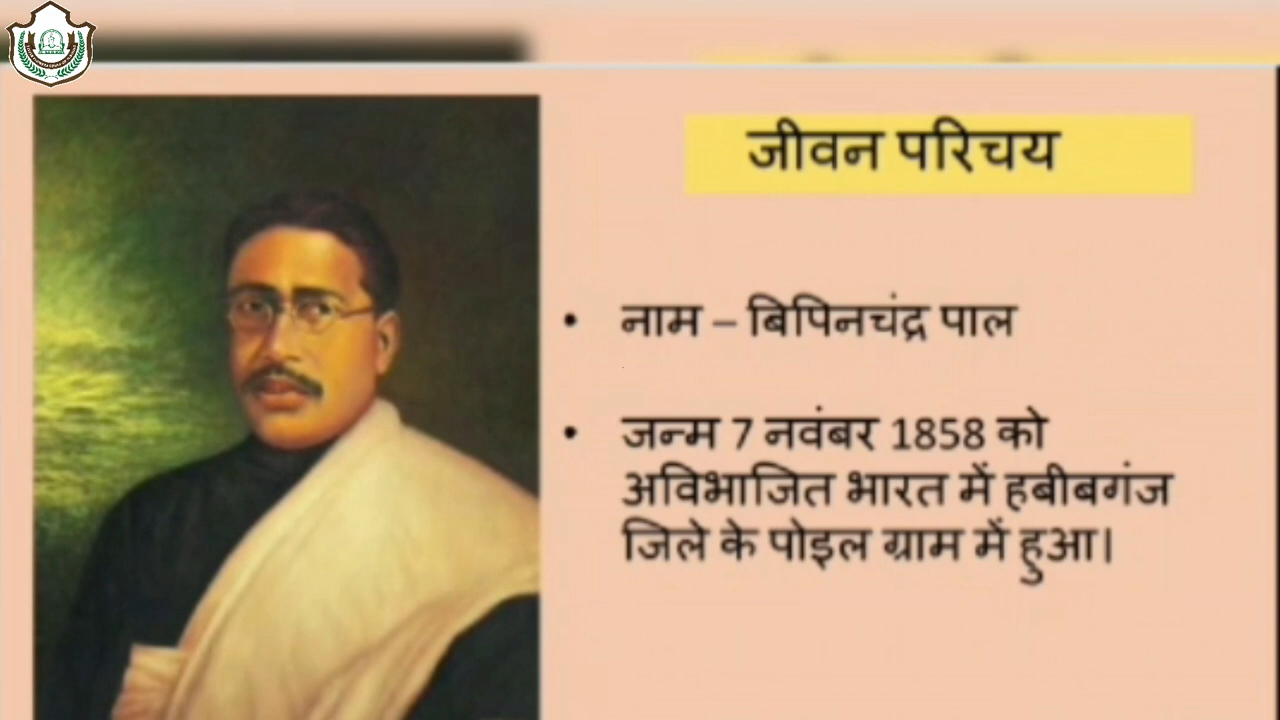 जीवन परिचय
• नाम – बिपिनचंद्र पाल
• जन्म 7 नवंबर 1858 को
अविभाजित भारत में हबीबगंज
जिले के पोइल ग्राम में हुआ।